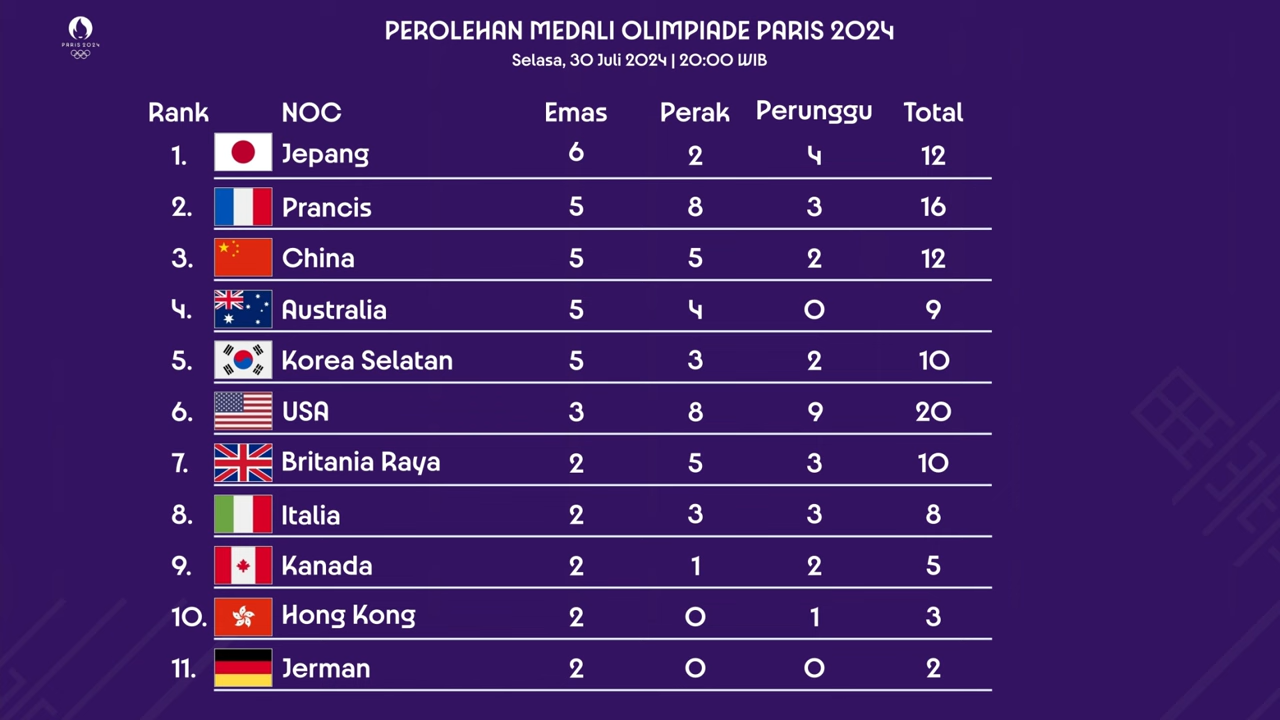 PARIS 2024
PEROLEHAN MEDALI OLIMPIADE PARIS 2024
Selasa, 30 Juli 2024 | 20:00 WIB
Rank NOC Emas Perak Perunggu Total
1. Jepang 6 2 4 12
2. Prancis 5 8 3 16
3. China 5 5 2 12
4. Australia 5 4 0 9
5. Korea Selatan 5 3 2 10
6. USA 3 8 9 20
7. Britania Raya 2 5 3 10
8. Italia 2 3 3 8
9. Kanada 2 1 2 5
10. Hong Kong 2 0 1 3
11. Jerman 2 0 0 2